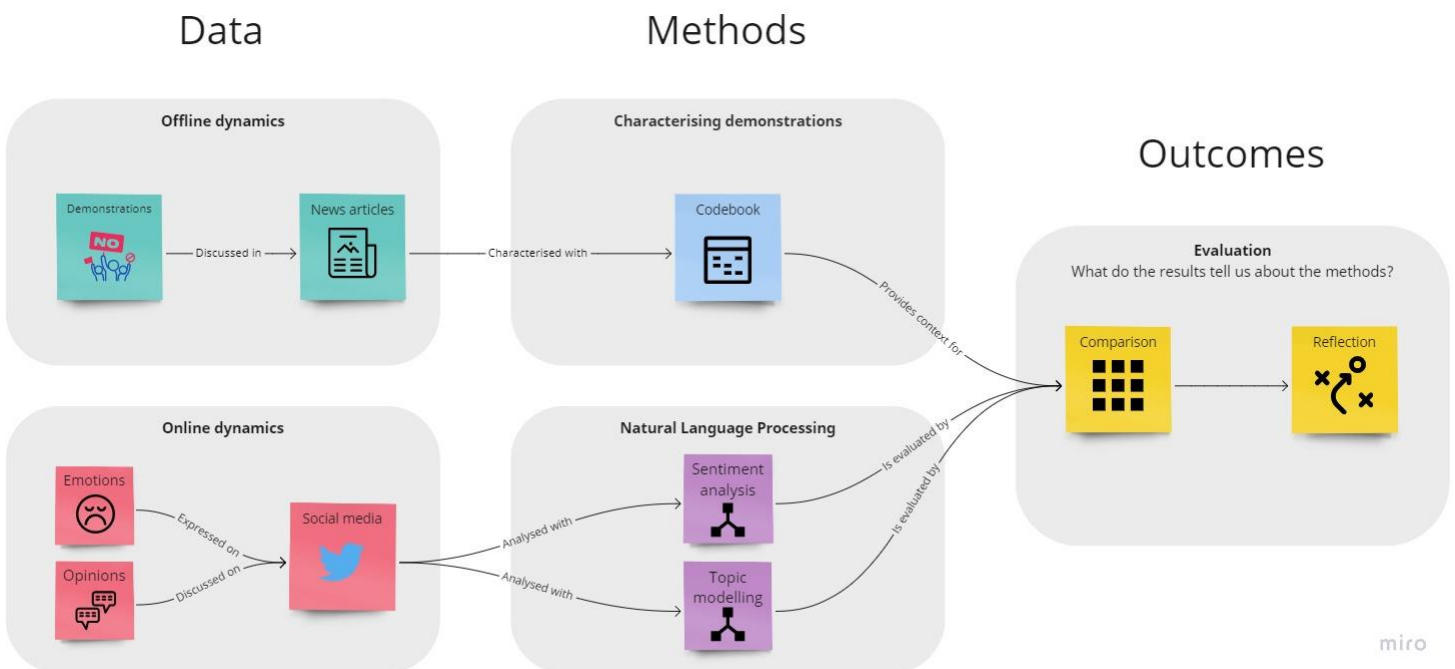 Data
Methods
Outcomes
Offline dynamics
Demonstrations
NO
Discussed in
News articles
Characterised with
Characterising demonstrations
Codebook
Provides context for
Online dynamics
Emotions
Expressed on
Opinions
Discussed on
Social media
Analysed with
Analysed with
Natural Language Processing
Sentiment
analysis
Topic
modelling
Is evaluated by
Is evaluated by
Evaluation
What do the results tell us about the methods?
Comparison
Reflection
miro